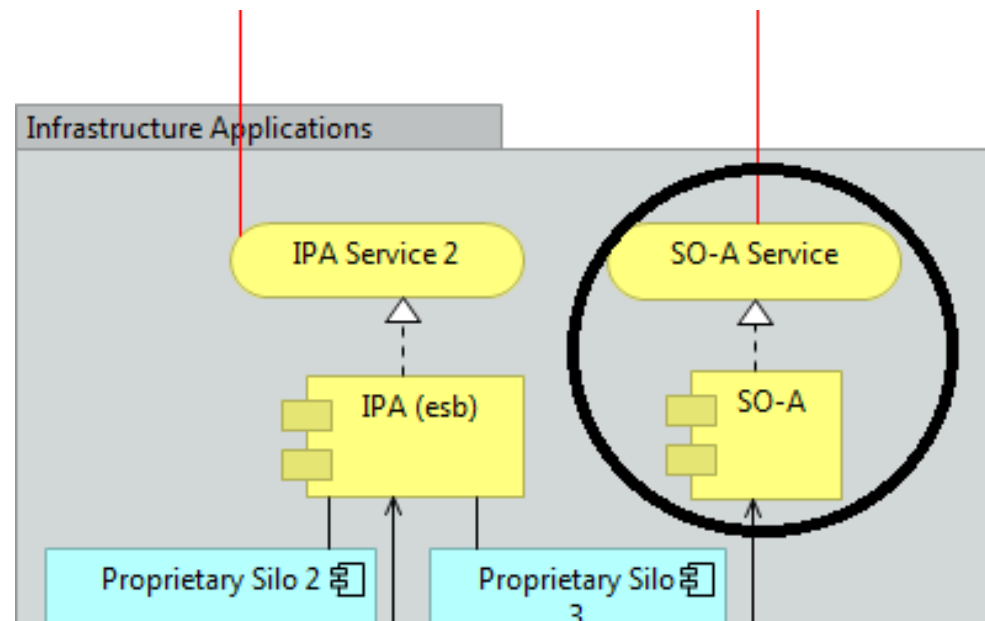 Infrastructure Applications
IPA Service 2
SO-A Service
IPA (esb)
SO-A
Proprietary Silo 2
Proprietary Silo
3